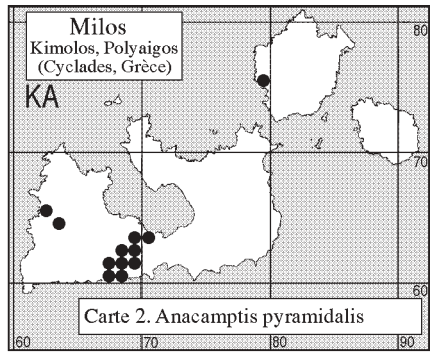 Milos
Kimolos, Polyaigos
(Cyclades, Grèce)
KA
80
70
60
Carte 2. Anacamptis pyramidalis
60
70
80
90